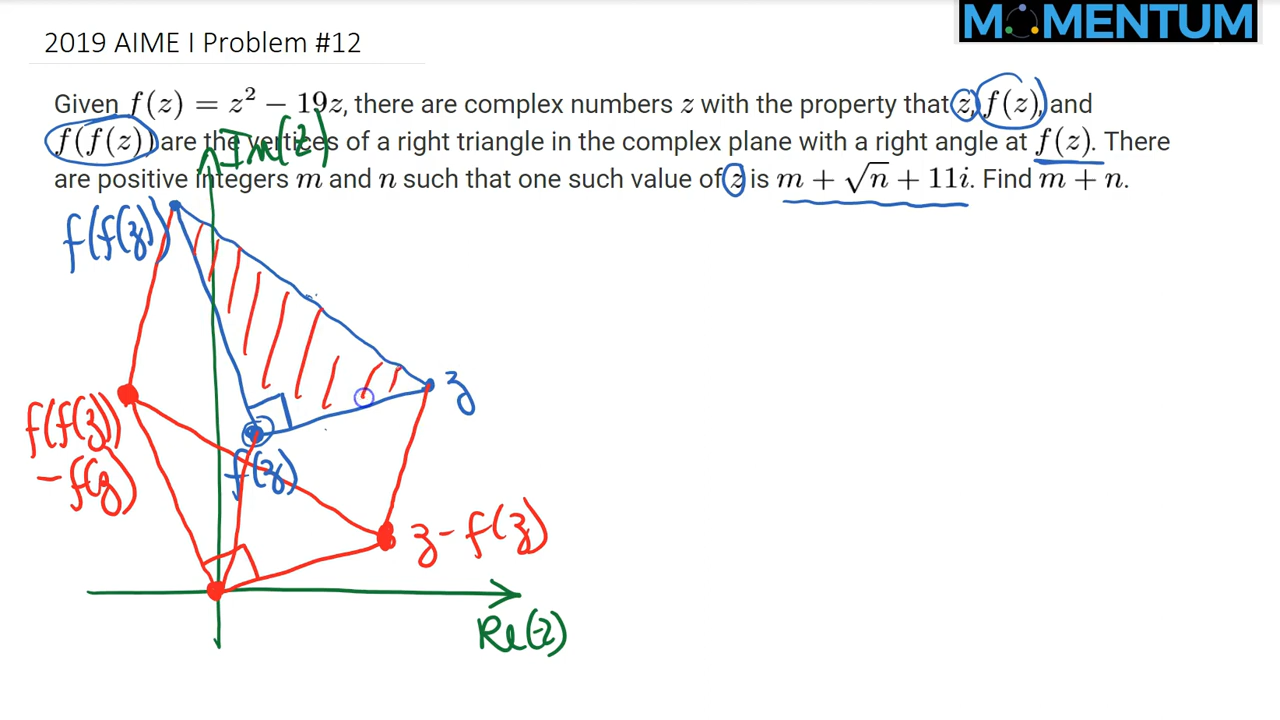 MOMENTUM
2019 AIME I Problem #12
Given f(z) = z² − 19z, there are complex numbers z with the property that z, f(z), and
f(f(z)) are the vertices of a right triangle in the complex plane with a right angle at f(z). There
are positive integers m and n such that one such value of z is m + √n + 11i. Find m + n.
Im(z)
f(f(z))
z
f(z)
f(f(z))
- f(z)
z - f(z)
Re(z)